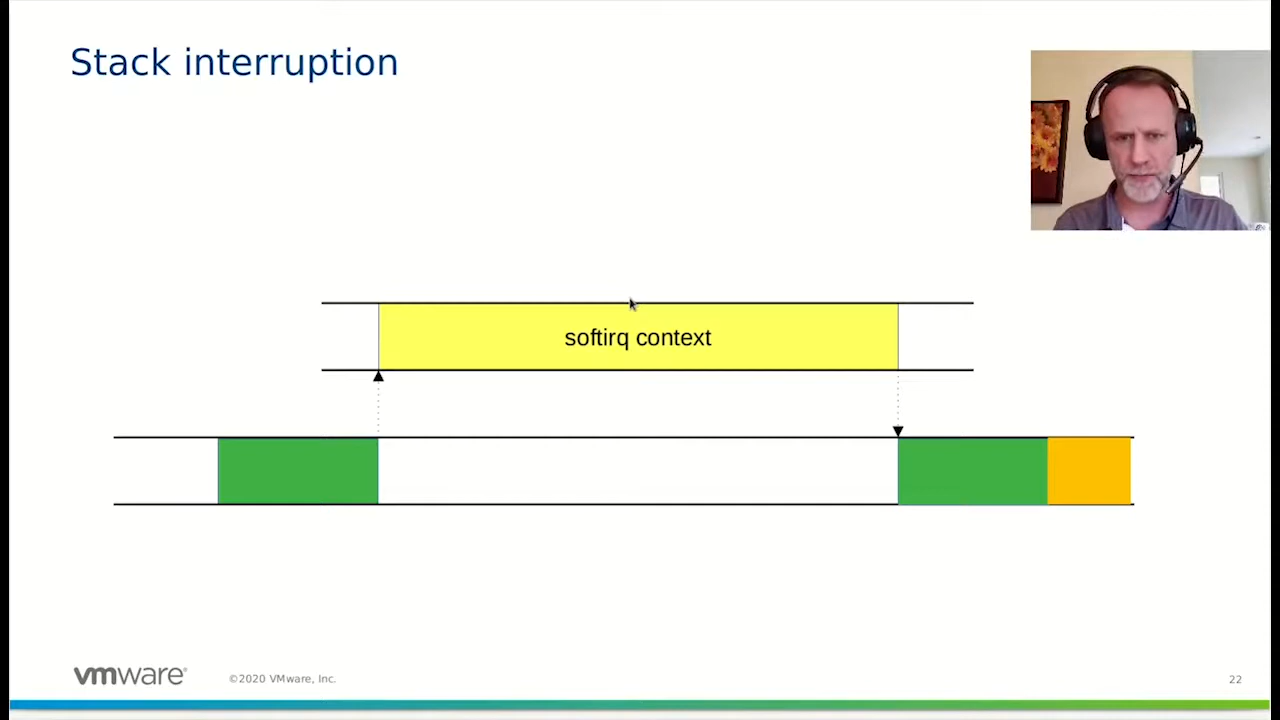 Stack interruption
softirq context
vmware®
©2020 VMware, Inc.
22